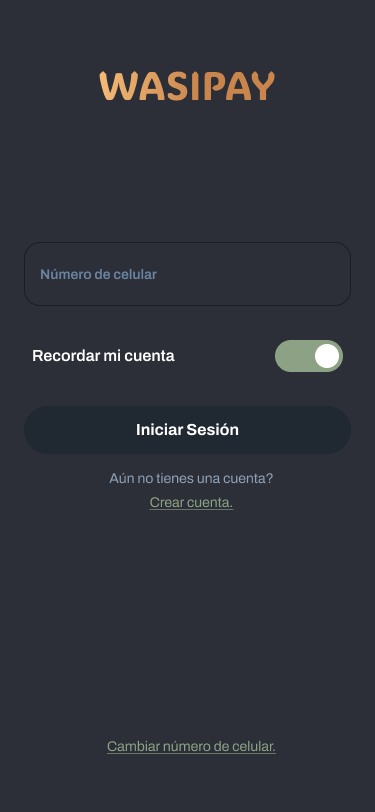 WASIPAY
Número de celular
Recordar mi cuenta
Iniciar Sesión
Aún no tienes una cuenta?
Crear cuenta.
Cambiar número de celular.